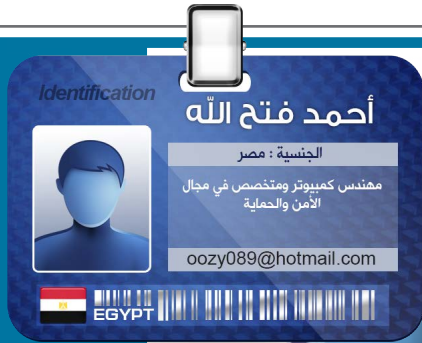 Identification
أحمد فتح الله
الجنسية : مصر
مهندس كمبيوتر ومتخصص في مجال
الأمن والحماية
oozy089@hotmail.com
EGYPT